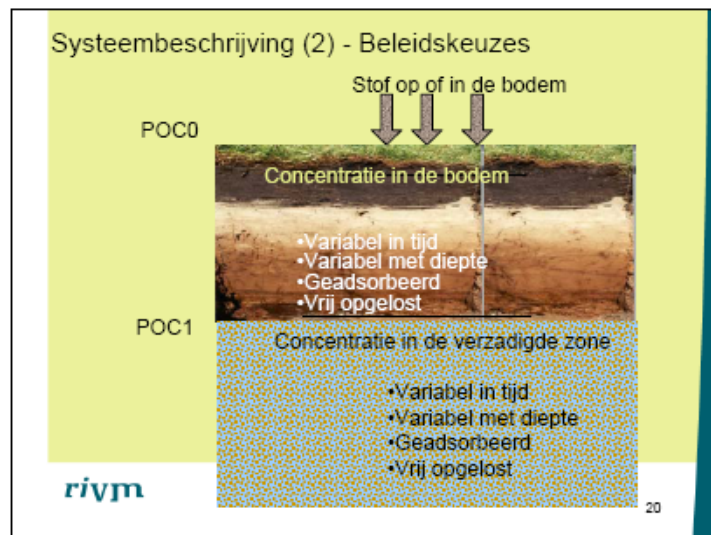 Systeembeschrijving (2) - Beleidskeuzes
Stof op of in de bodem
POC0
Concentratie in de bodem
•Variabel in tijd
•Variabel met diepte
•Geadsorbeerd
•Vrij opgelost
POC1
Concentratie in de verzadigde zone
•Variabel in tijd
•Variabel met diepte
•Geadsorbeerd
•Vrij opgelost
rivm
20